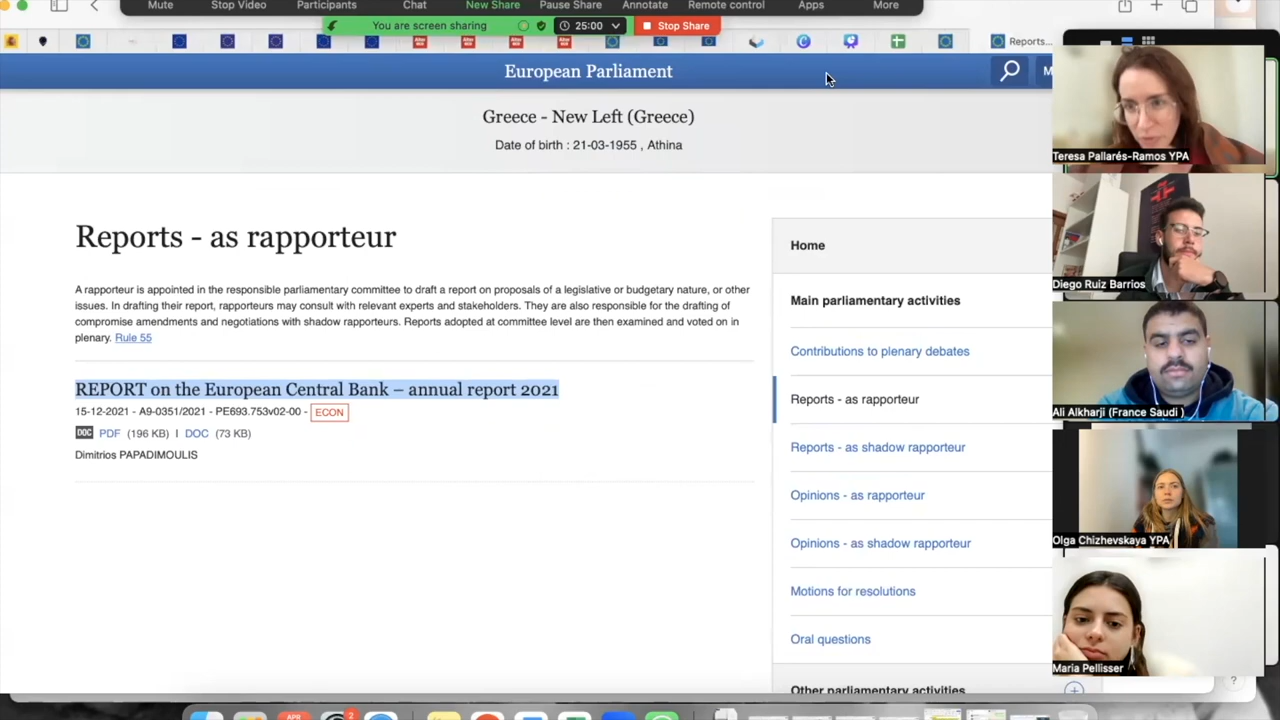 Mute Stop Video Participants Chat New Share Pause Share Annotate Remote control Apps More
You are screen sharing 25:00 Stop Share
Reports...
European Parliament
Greece - New Left (Greece)
Date of birth : 21-03-1955 , Athina
Reports - as rapporteur
A rapporteur is appointed in the responsible parliamentary committee to draft a report on proposals of a legislative or budgetary nature, or other
issues. In drafting their report, rapporteurs may consult with relevant experts and stakeholders. They are also responsible for the drafting of
compromise amendments and negotiations with shadow rapporteurs. Reports adopted at committee level are then examined and voted on in
plenary. Rule 55
REPORT on the European Central Bank – annual report 2021
15-12-2021 - A9-0351/2021 - PE693.753v02-00 - ECON
DOC PDF (196 KB) I DOC (73 KB)
Dimitrios PAPADIMOULIS
Home
Main parliamentary activities
Contributions to plenary debates
Reports - as rapporteur
Reports - as shadow rapporteur
Opinions - as rapporteur
Opinions - as shadow rapporteur
Motions for resolutions
Oral questions
Other parliamentary activities
Teresa Pallarés-Ramos YPA
Diego Ruiz Barrios
Ali Alkharji (France Saudi )
Olga Chizhevskaya YPA
Maria Pellisser
APR
2